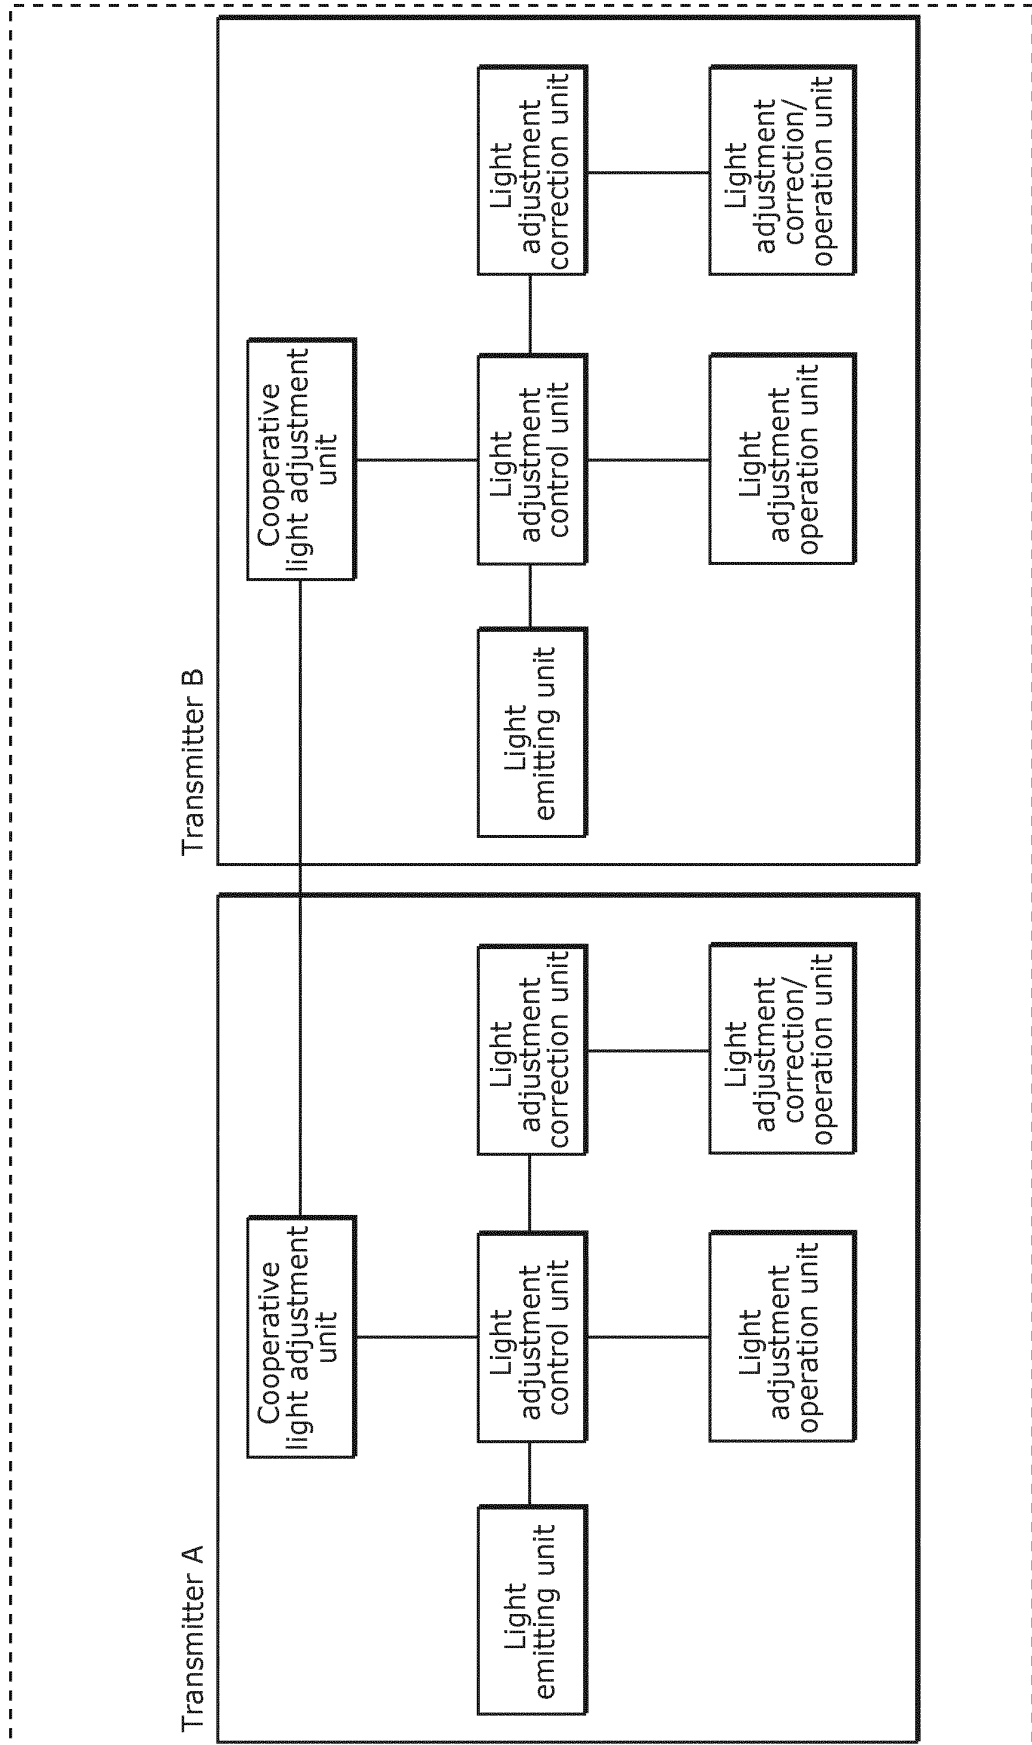 Transmitter A
Cooperative
light adjustment
unit
Light
emitting unit
Light
adjustment
control unit
Light
adjustment
correction unit
Light
adjustment
operation unit
Light
adjustment
correction/
operation unit
Transmitter B
Cooperative
light adjustment
unit
Light
emitting unit
Light
adjustment
control unit
Light
adjustment
correction unit
Light
adjustment
operation unit
Light
adjustment
correction/
operation unit